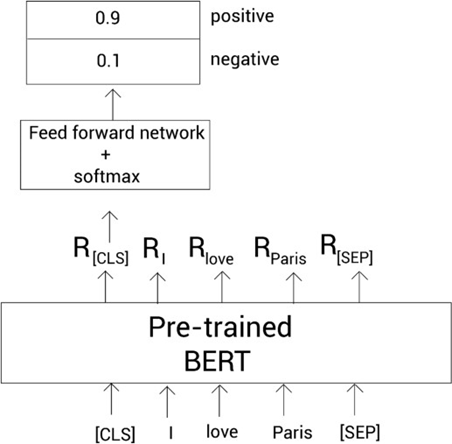 0.9 positive
0.1 negative
Feed forward network
+
softmax
R[CLS] RI Rlove RParis R[SEP]
Pre-trained
BERT
[CLS] I love Paris [SEP]